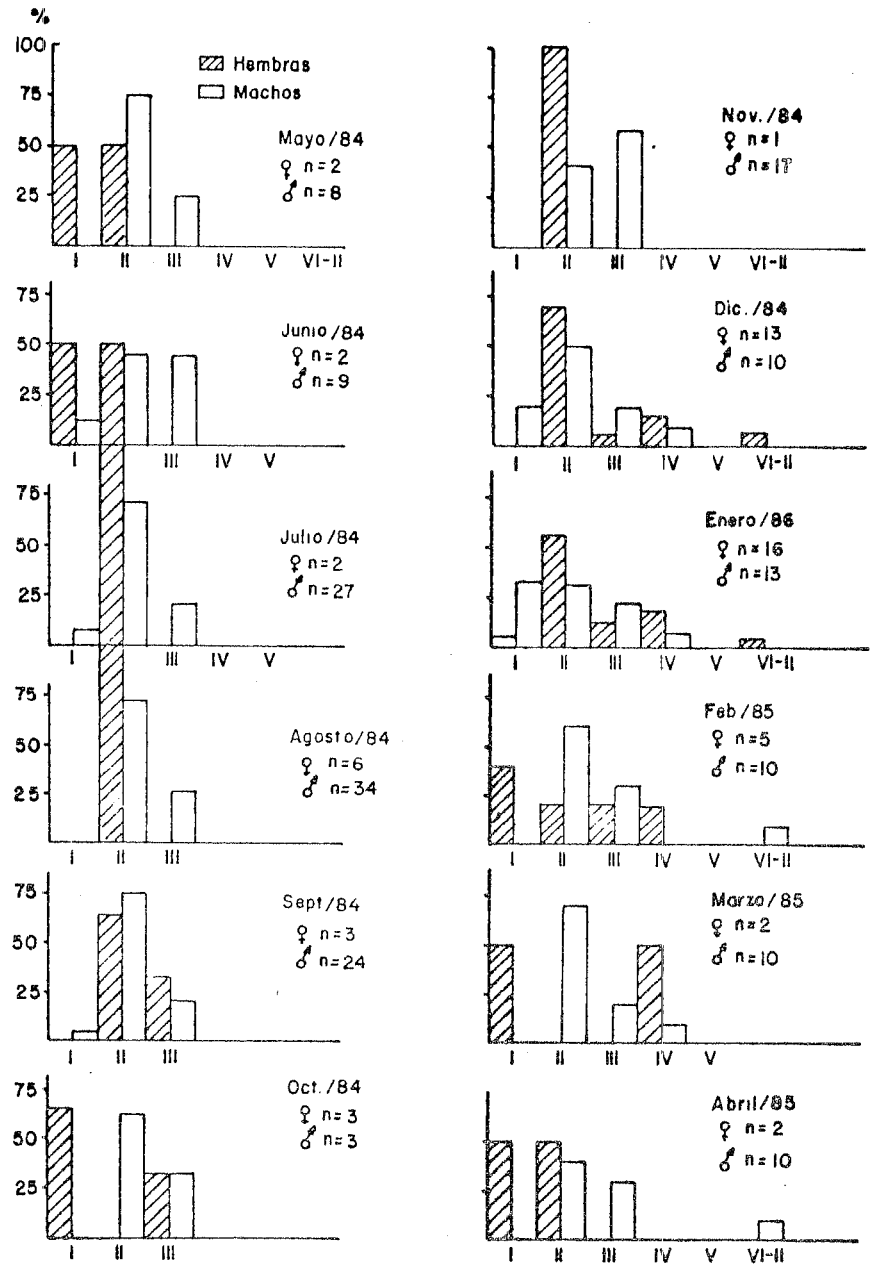 %
100
75
50
25
Hembras
Machos
Mayo/84
♀ n=2
♂ n=8
I II III IV V VI-II
75
50
25
Junio/84
♀ n=2
♂ n=9
I III IV V
75
50
25
Julio/84
♀ n=2
♂ n=27
I III IV V
75
50
25
Agosto/84
♀ n=6
♂ n=34
I II III
75
50
25
Sept/84
♀ n=3
♂ n=24
I II III
75
50
25
Oct./84
♀ n=3
♂ n=3
I II III
Nov./84
♀ n=1
♂ n=17
I II III IV V VI-II
Dic./84
♀ n=13
♂ n=10
I II III IV V VI-II
Enero/86
♀ n=16
♂ n=13
I II III IV V VI-II
Feb/85
♀ n=5
♂ n=10
I II III IV V VI-II
Marzo/85
♀ n=2
♂ n=10
I II III IV V
Abril/85
♀ n=2
♂ n=10
I II III IV V VI-II